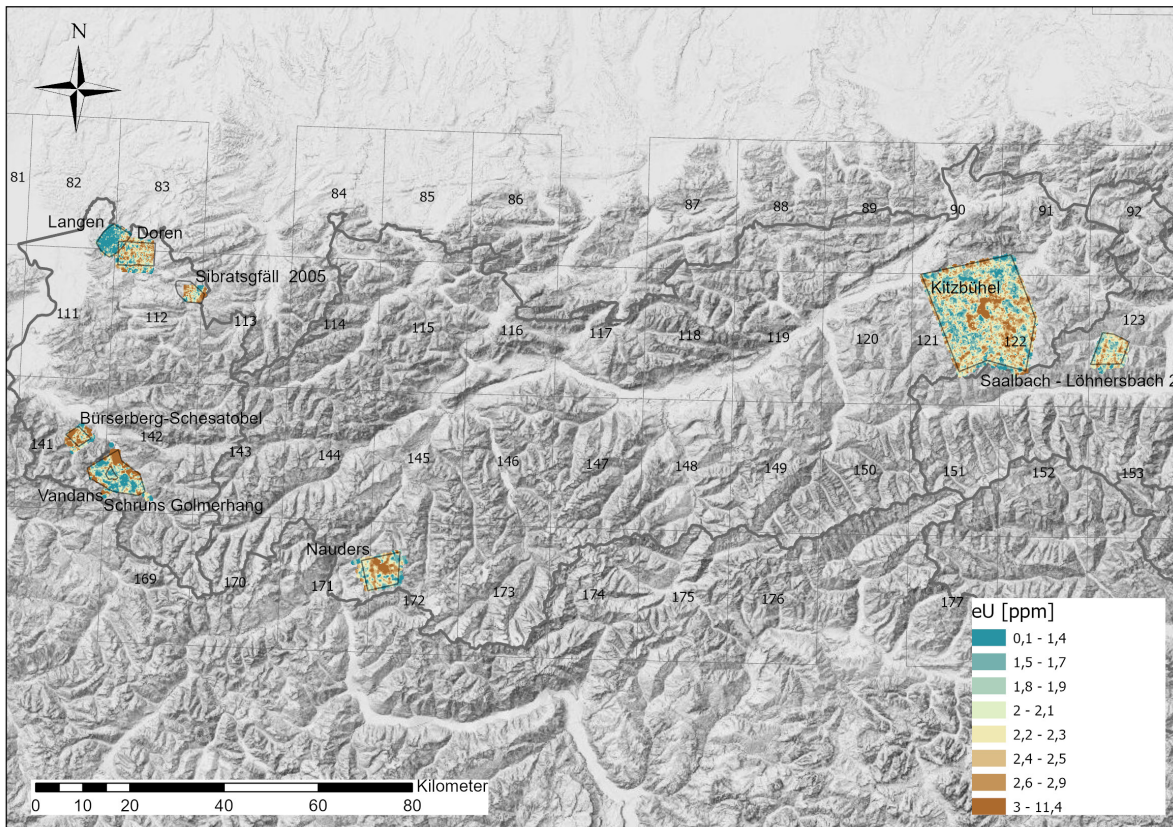 N
81
82
83
84
85
86
87
88
89
90
91
92
Langen
Doren
Sibratsgfäll 2005
Kitzbühel
111
112
113
114
115
116
117
118
119
120
121
122
123
Saalbach - Löhnersbach 2
Bürserberg-Schesatobel
141
142
143
144
145
146
147
148
149
150
151
152
153
Vandans
Schruns Golmerhang
Nauders
169
170
171
172
173
174
175
176
177
eU [ppm]
0,1 - 1,4
1,5 - 1,7
1,8 - 1,9
2 - 2,1
2,2 - 2,3
2,4 - 2,5
2,6 - 2,9
3 - 11,4
Kilometer
0 5 10 20 40 60 80